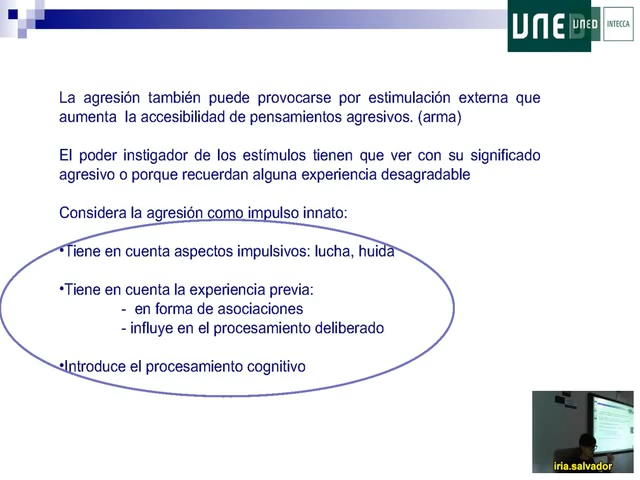 UNED
UNED
INTECCA
La agresión también puede provocarse por estimulación externa que
aumenta la accesibilidad de pensamientos agresivos. (arma)
El poder instigador de los estímulos tienen que ver con su significado
agresivo o porque recuerdan alguna experiencia desagradable
Considera la agresión como impulso innato:
•Tiene en cuenta aspectos impulsivos: lucha, huida
•Tiene en cuenta la experiencia previa:
- en forma de asociaciones
- influye en el procesamiento deliberado
•Introduce el procesamiento cognitivo
iria.salvador